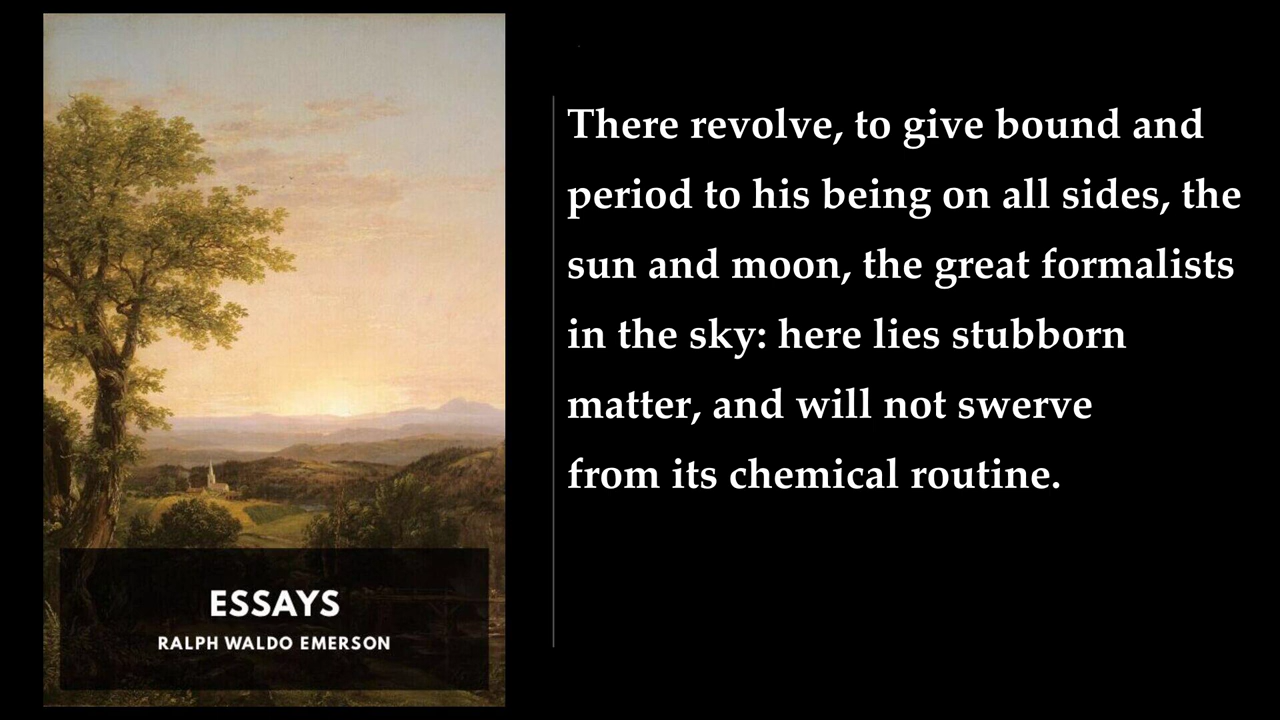 ESSAYS
RALPH WALDO EMERSON
There revolve, to give bound and
period to his being on all sides, the
sun and moon, the great formalists
in the sky: here lies stubborn
matter, and will not swerve
from its chemical routine.